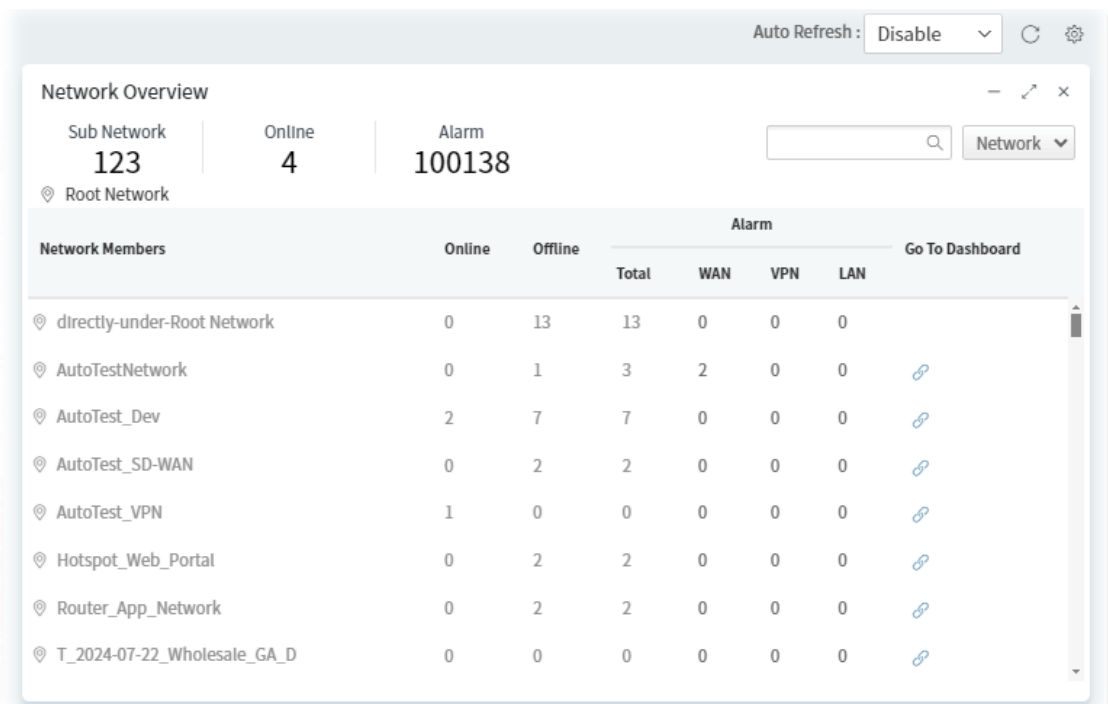 Auto Refresh : Disable
Network Overview
Sub Network Online Alarm
123 4 100138
Network
Root Network
Alarm
Network Members Online Offline Go To Dashboard
Total WAN VPN LAN
directly-under-Root Network 0 13 13 0 0 0
AutoTestNetwork 0 1 3 2 0 0
AutoTest_Dev 2 7 7 0 0 0
AutoTest_SD-WAN 0 2 2 0 0 0
AutoTest_VPN 1 0 0 0 0 0
Hotspot_Web_Portal 0 2 2 0 0 0
Router_App_Network 0 2 2 0 0 0
T_2024-07-22_Wholesale_GA_D 0 0 0 0 0 0